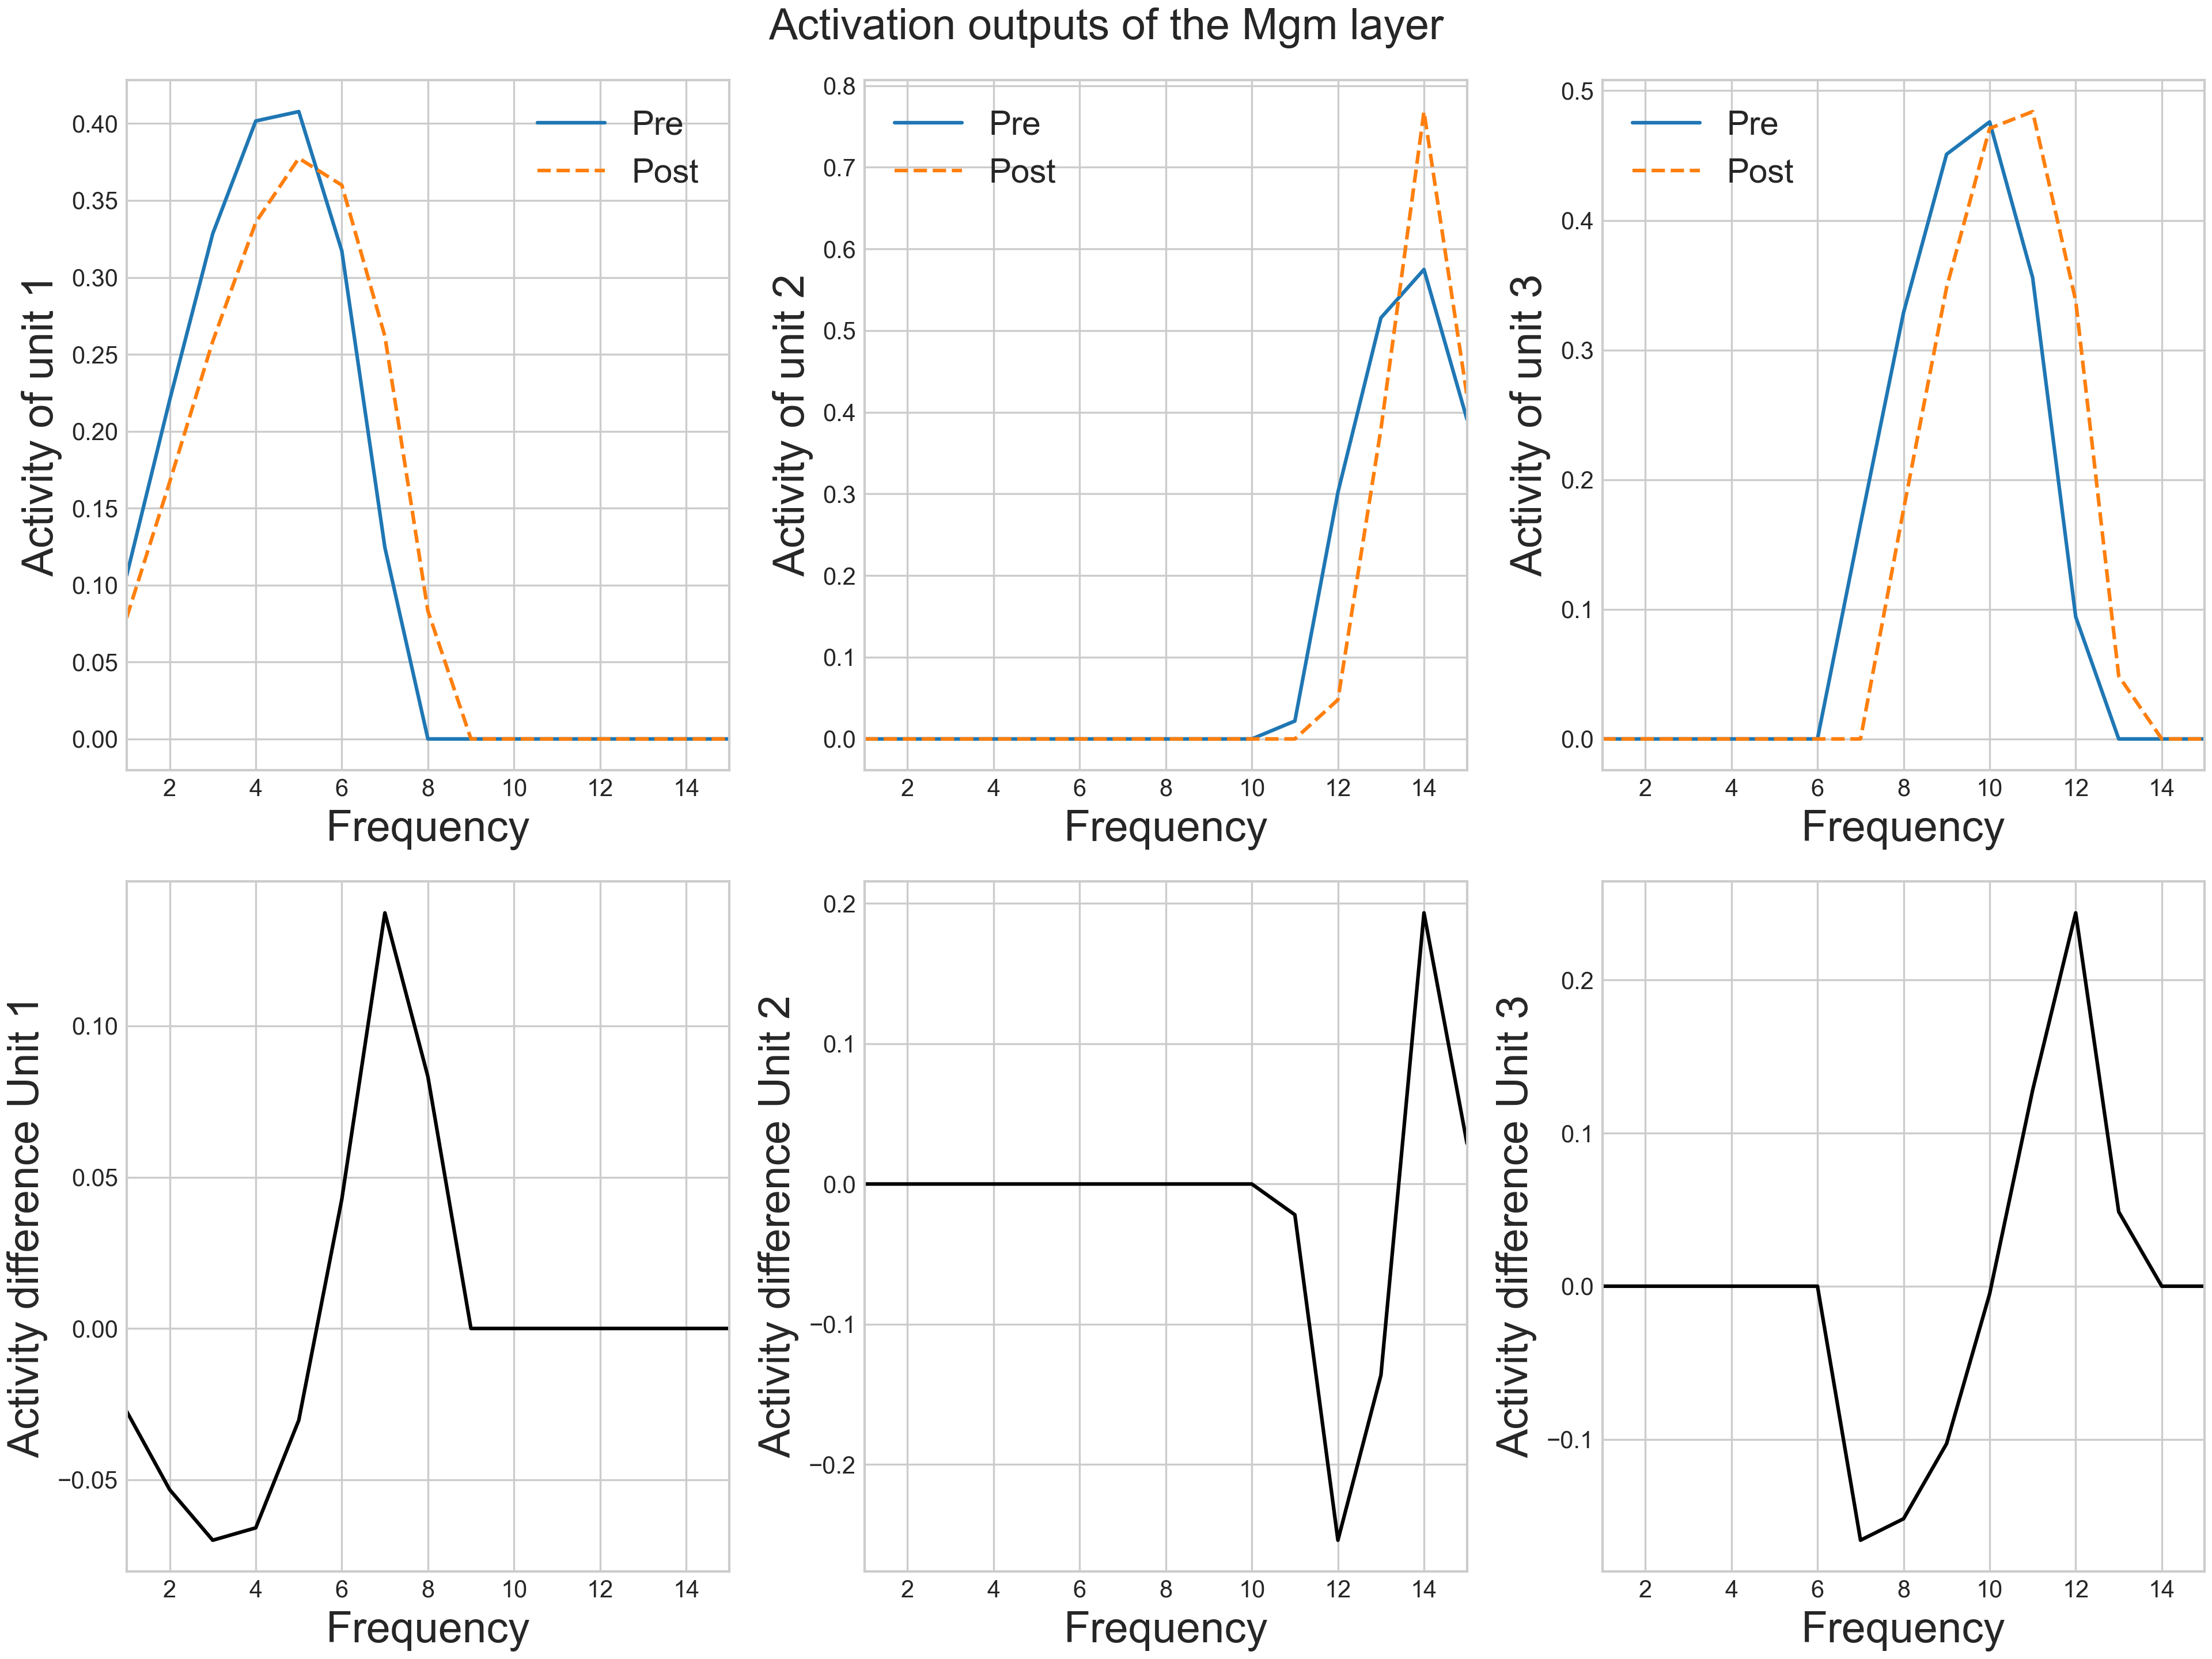 Activation outputs of the Mgm layer
Activity of unit 1
0.40
0.35
0.30
0.25
0.20
0.15
0.10
0.05
0.00
Pre
Post
2 4 6 8 10 12 14
Frequency
Activity of unit 2
0.8
0.7
0.6
0.5
0.4
0.3
0.2
0.1
0.0
Pre
Post
2 4 6 8 10 12 14
Frequency
Activity of unit 3
0.5
0.4
0.3
0.2
0.1
0.0
Pre
Post
2 4 6 8 10 12 14
Frequency
Activity difference Unit 1
0.10
0.05
0.00
−0.05
2 4 6 8 10 12 14
Frequency
Activity difference Unit 2
0.2
0.1
0.0
−0.1
−0.2
2 4 6 8 10 12 14
Frequency
Activity difference Unit 3
0.2
0.1
0.0
−0.1
2 4 6 8 10 12 14
Frequency